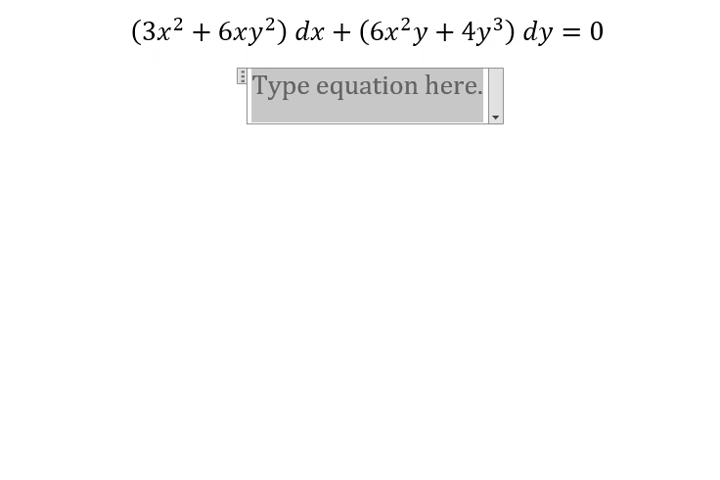 (3x² + 6xy²) dx + (6x²y + 4y³) dy = 0
Type equation here.